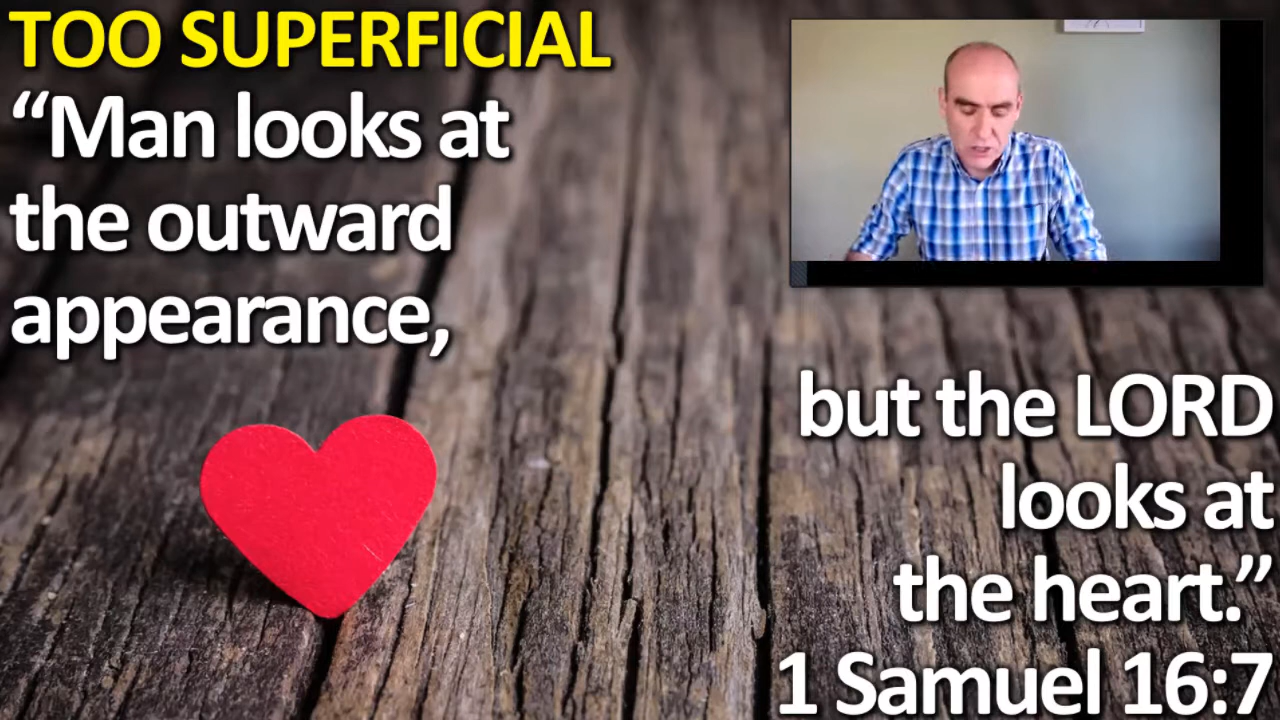 TOO SUPERFICIAL
“Man looks at
the outward
appearance,
but the LORD
looks at
the heart.”
1 Samuel 16:7